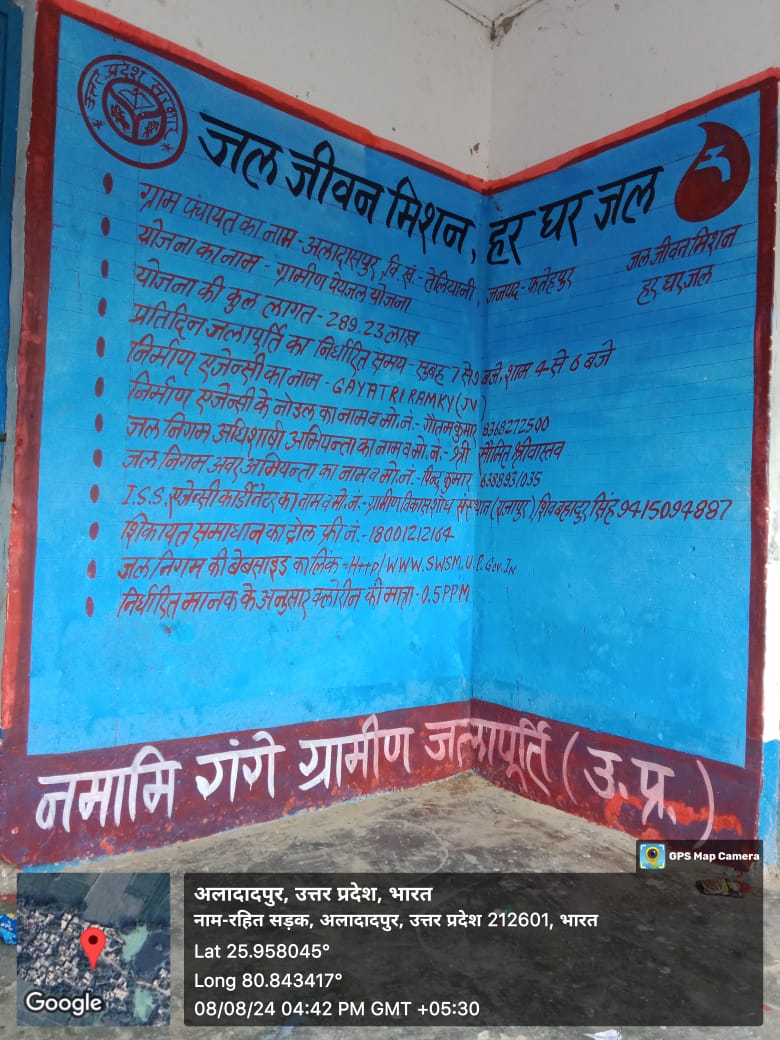 उत्तर प्रदेश सरकार
जल जीवन मिशन, हर घर जल
जल जीवन मिशन
हर घर जल
ग्राम पंचायत का नाम - अलादादपुर, वि.खं.- तेलियानी, जनपद- फतेहपुर
योजना का नाम - ग्रामीण पेयजल योजना
योजना की कुल लागत - 289.23 लाख
प्रतिदिन जलापूर्ति का निर्धारित समय - सुबह 7 से 9 बजे, शाम 4 से 6 बजे
निर्माण एजेन्सी का नाम - GAYATRI RAMKY (JV)
निर्माण एजेन्सी के नोडल का नाम व मो.नं.- गौतम कुमार 8368272500
जल निगम अधिशाषी अभियन्ता का नाम व मो.नं.- श्री सौमित्र श्रीवास्तव
जल निगम अवर अभियन्ता का नाम व मो.नं.- पिन्टू कुमार
I.S.S. एजेन्सी कार्डीनेटर का नाम व मो.नं.- ग्रामीण विकास शोध संस्थान, शिव बहादुर सिंह 9415094887
शिकायत समाधान का ट्रोल फ्री नं.- 18001212164
जल निगम की बेबसाइड का लिंक - Http/WWW.SWSM.U.P.Gov.In
निर्धारित मानक के अनुसार क्लोरीन की मात्रा - 0.5 PPM
नमामि गंगे ग्रामीण जलापूर्ति (उ.प्र.)
GPS Map Camera
अलादादपुर, उत्तर प्रदेश, भारत
नाम-रहित सड़क, अलादादपुर, उत्तर प्रदेश 212601, भारत
Lat 25.958045°
Long 80.843417°
08/08/24 04:42 PM GMT +05:30
Google